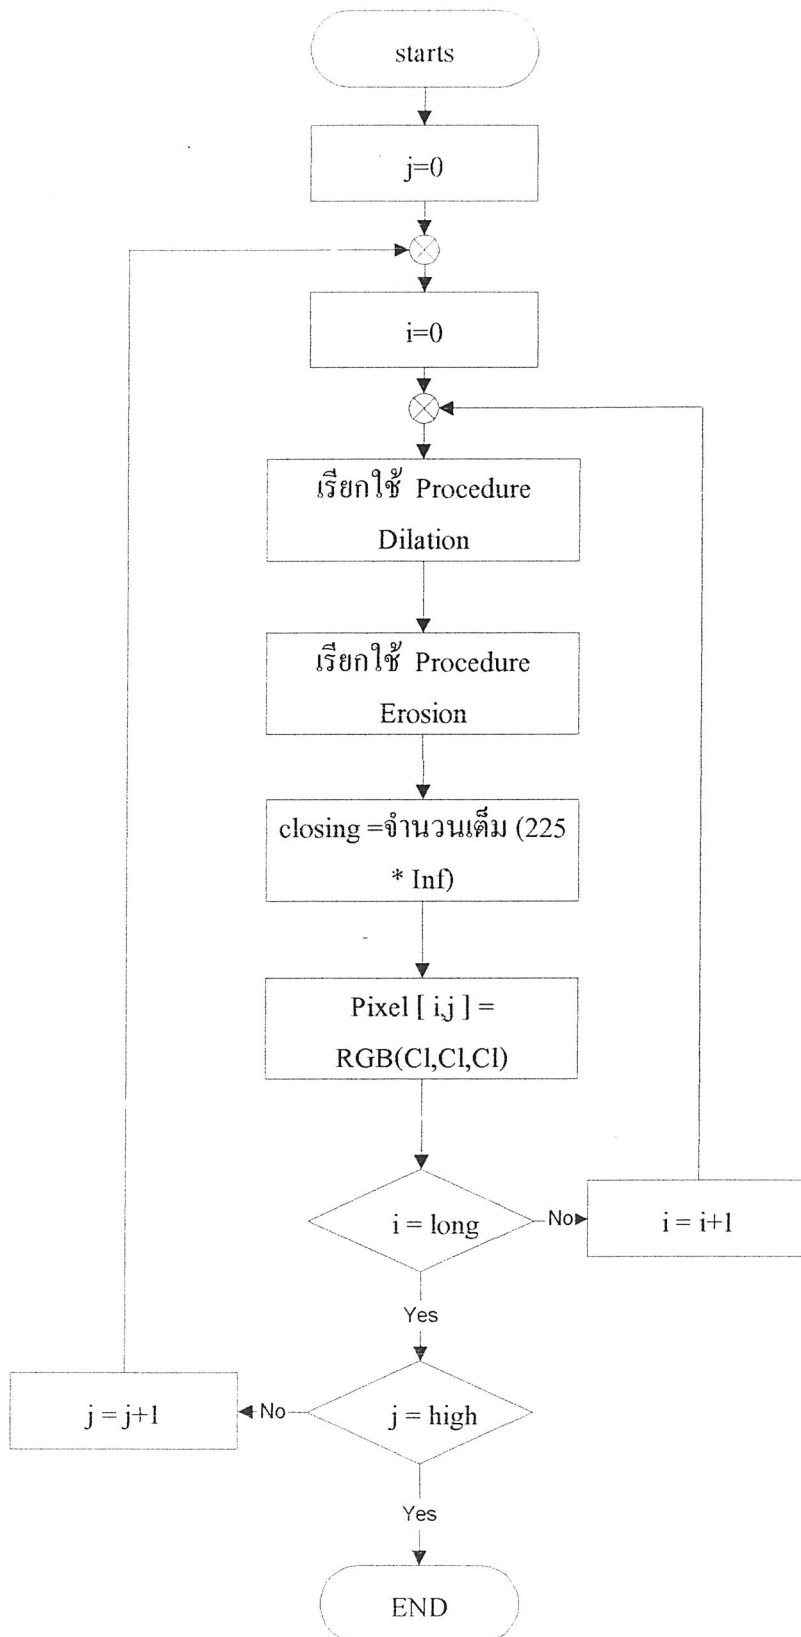 starts
j=0
i=0
เรียกใช้ Procedure
Dilation
เรียกใช้ Procedure
Erosion
closing =จำนวนเต็ม (225
* Inf)
Pixel [ i,j ] =
RGB(Cl,Cl,Cl)
i = long
No
i = i+1
Yes
j = j+1
No
j = high
Yes
END